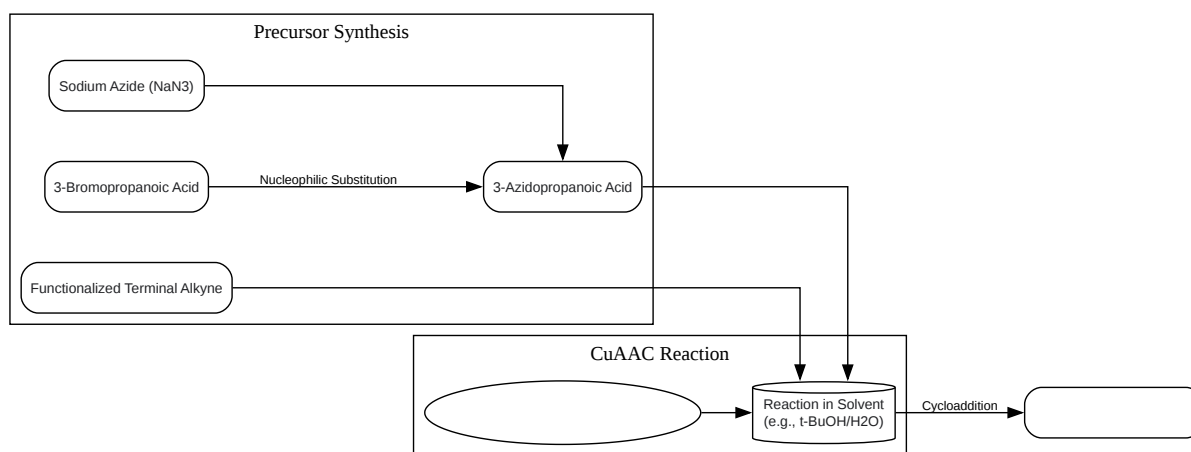 Precursor Synthesis
Sodium Azide (NaN3)
3-Bromopropanoic Acid
Nucleophilic Substitution
3-Azidopropanoic Acid
Functionalized Terminal Alkyne
CuAAC Reaction
Reaction in Solvent
(e.g., t-BuOH/H2O)
Cycloaddition